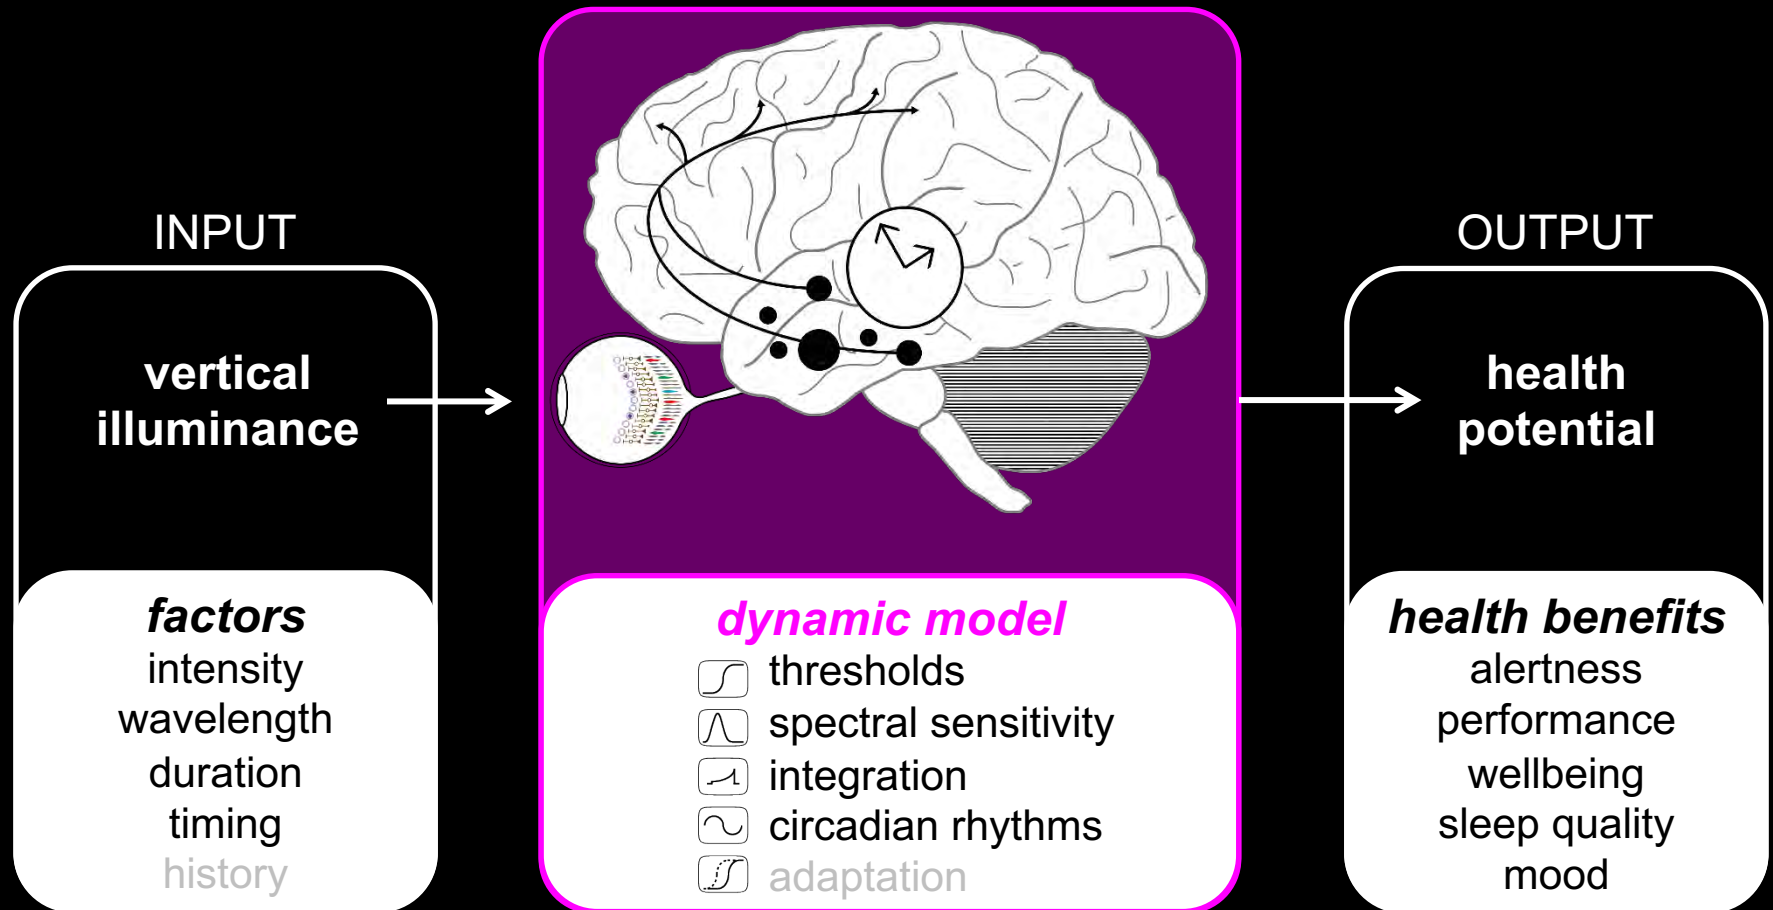 INPUT
vertical
illuminance
factors
intensity
wavelength
duration
timing
history
dynamic model
thresholds
spectral sensitivity
integration
circadian rhythms
adaptation
OUTPUT
health
potential
health benefits
alertness
performance
wellbeing
sleep quality
mood